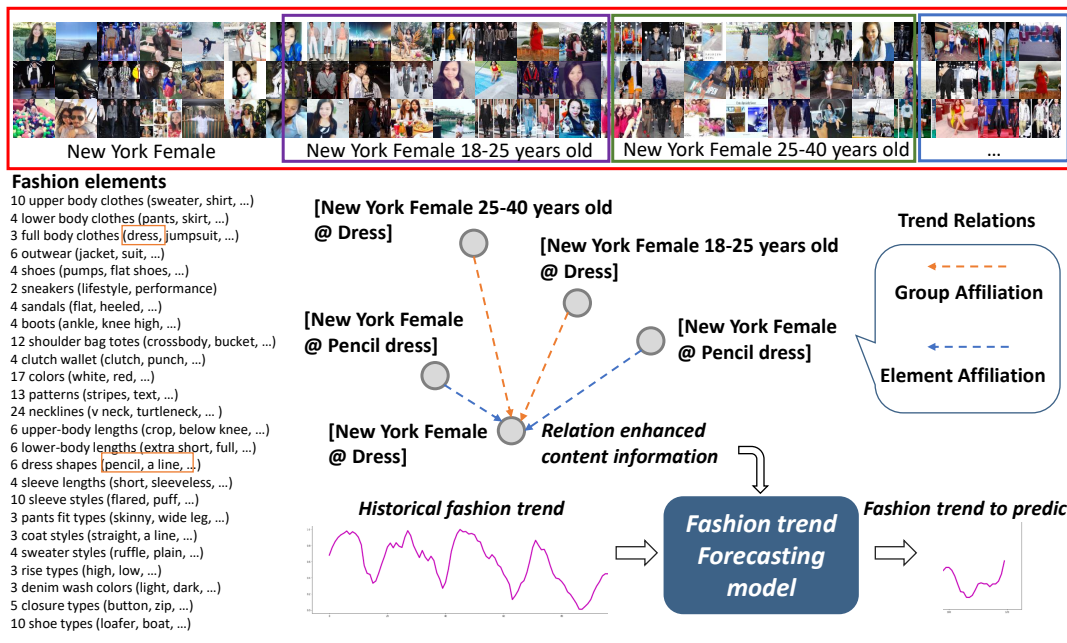 New York Female
New York Female 18-25 years old
New York Female 25-40 years old
...
Fashion elements
10 upper body clothes (sweater, shirt, …)
4 lower body clothes (pants, skirt, …)
3 full body clothes (dress, jumpsuit, …)
6 outwear (jacket, suit, …)
4 shoes (pumps, flat shoes, …)
2 sneakers (lifestyle, performance)
4 sandals (flat, heeled, …)
4 boots (ankle, knee high, …)
12 shoulder bag totes (crossbody, bucket, …)
4 clutch wallet (clutch, punch, …)
17 colors (white, red, …)
13 patterns (stripes, text, …)
24 necklines (v neck, turtleneck, … )
6 upper-body lengths (crop, below knee, …)
6 lower-body lengths (extra short, full, …)
6 dress shapes (pencil, a line, …)
4 sleeve lengths (short, sleeveless, …)
10 sleeve styles (flared, puff, …)
3 pants fit types (skinny, wide leg, …)
3 coat styles (straight, a line, …)
4 sweater styles (ruffle, plain, …)
3 rise types (high, low, …)
3 denim wash colors (light, dark, …)
5 closure types (button, zip, …)
10 shoe types (loafer, boat, …)
[New York Female 25-40 years old
@ Dress]
[New York Female 18-25 years old
@ Dress]
[New York Female
@ Pencil dress]
[New York Female
@ Pencil dress]
[New York Female
@ Dress]
Trend Relations
Group Affiliation
Element Affiliation
Relation enhanced
content information
Historical fashion trend
Fashion trend
Forecasting
model
Fashion trend to predic